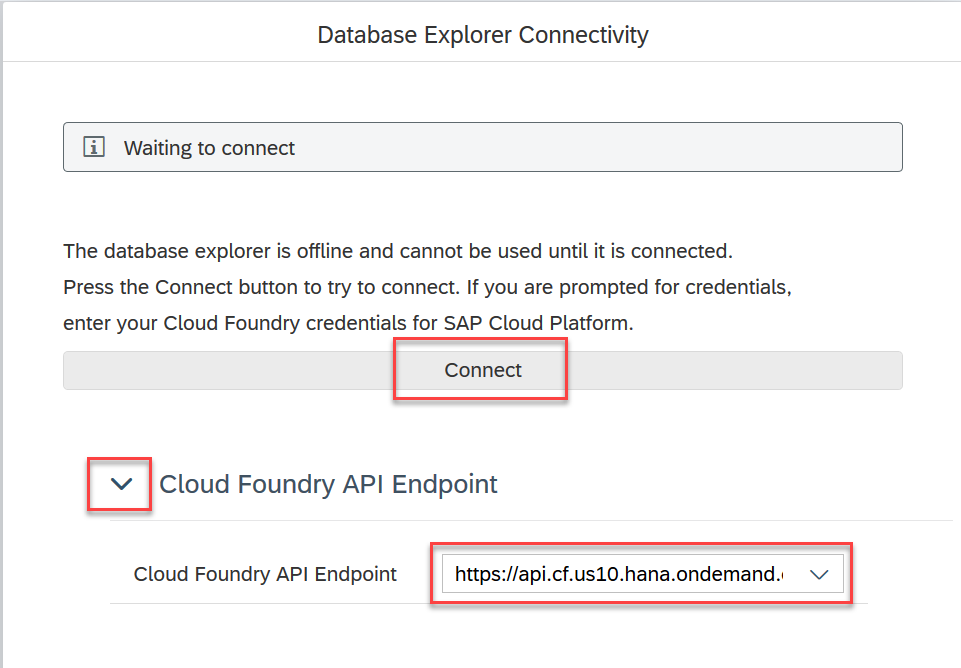 Database Explorer Connectivity
Waiting to connect
The database explorer is offline and cannot be used until it is connected.
Press the Connect button to try to connect. If you are prompted for credentials,
enter your Cloud Foundry credentials for SAP Cloud Platform.
Connect
Cloud Foundry API Endpoint
Cloud Foundry API Endpoint https://api.cf.us10.hana.ondemand.